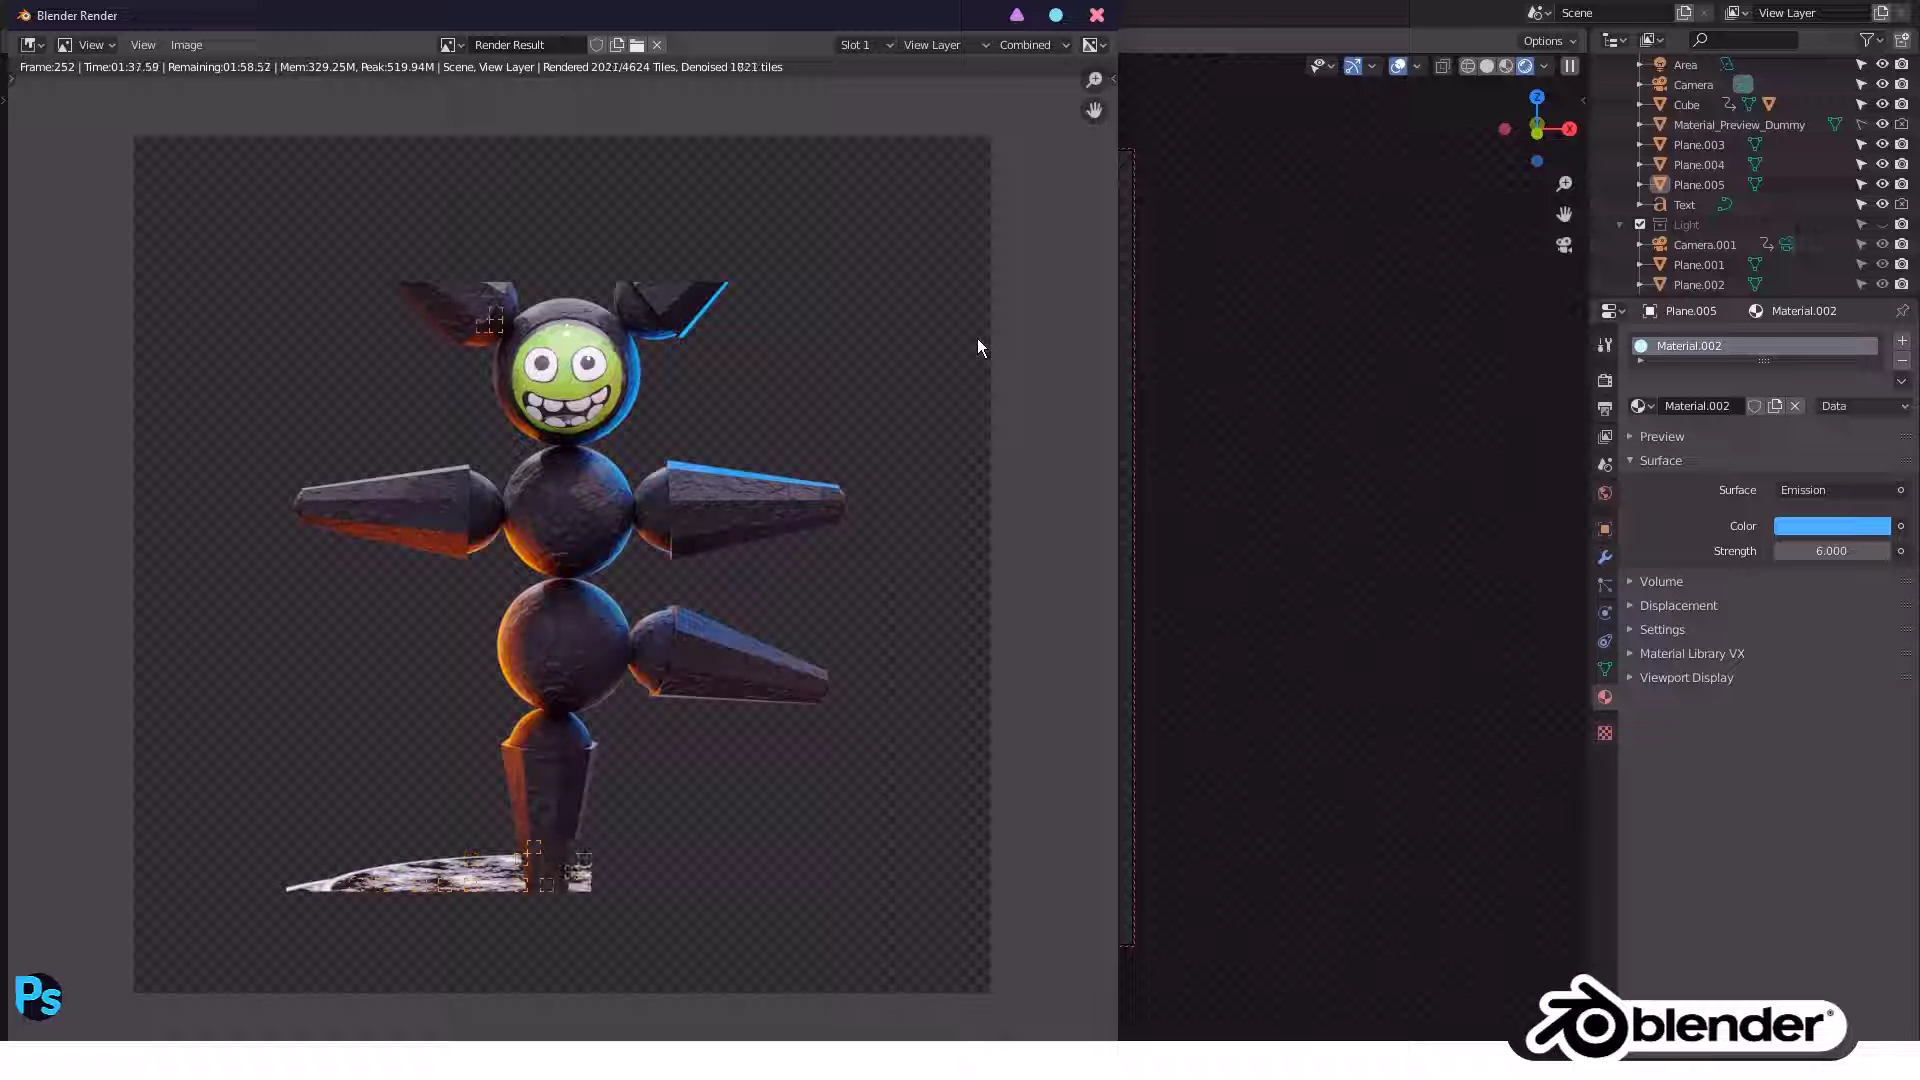 Blender Render
View
View
Image
Render Result
Slot 1
View Layer
Combined
Frame:252 | Time:01:37.59 | Remaining:01:58.52 | Mem:329.25M, Peak:519.94M | Scene, View Layer | Rendered 2021/4624 Tiles, Denoised 1821 tiles
Scene
View Layer
Options
Z
X
Area
Camera
Cube
Material_Preview_Dummy
Plane.003
Plane.004
Plane.005
Text
Light
Camera.001
Plane.001
Plane.002
Plane.005
Material.002
Material.002
Material.002
Data
Preview
Surface
Surface
Emission
Color
Strength
6.000
Volume
Displacement
Settings
Material Library VX
Viewport Display
Ps
blender